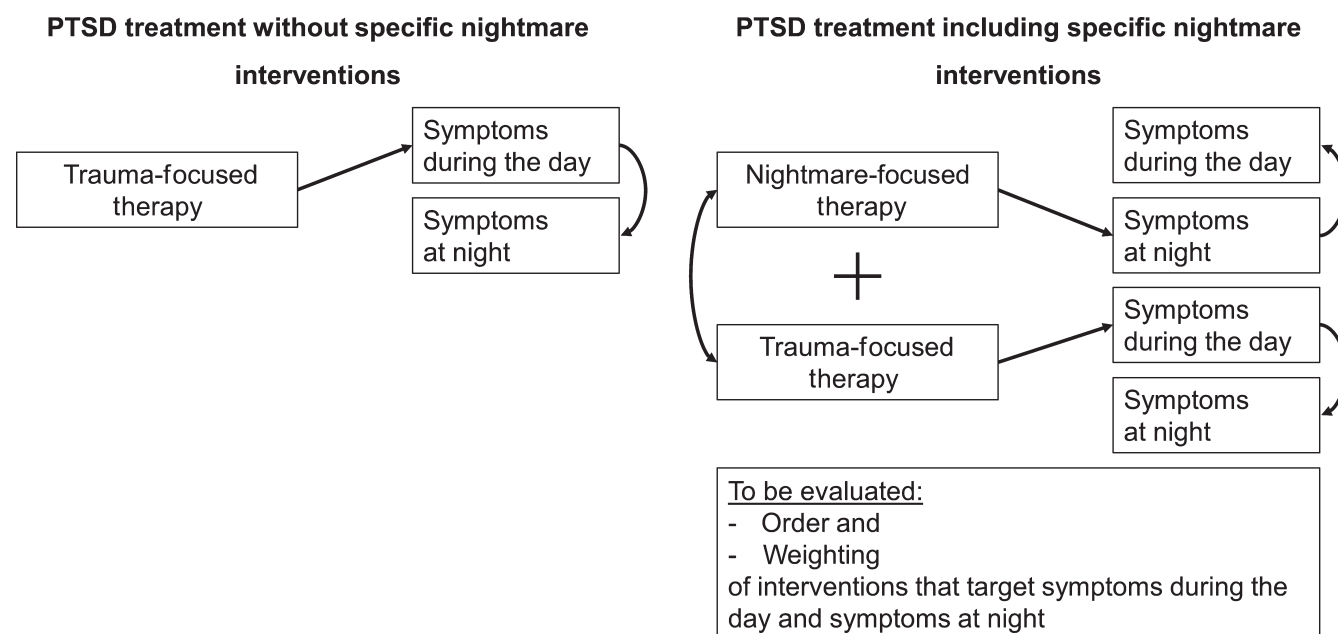 PTSD treatment without specific nightmare
interventions
Trauma-focused
therapy
Symptoms
during the day
Symptoms
at night
PTSD treatment including specific nightmare
interventions
Nightmare-focused
therapy
Symptoms
during the day
Symptoms
at night
+
Trauma-focused
therapy
Symptoms
during the day
Symptoms
at night
To be evaluated:
- Order and
- Weighting
of interventions that target symptoms during the
day and symptoms at night